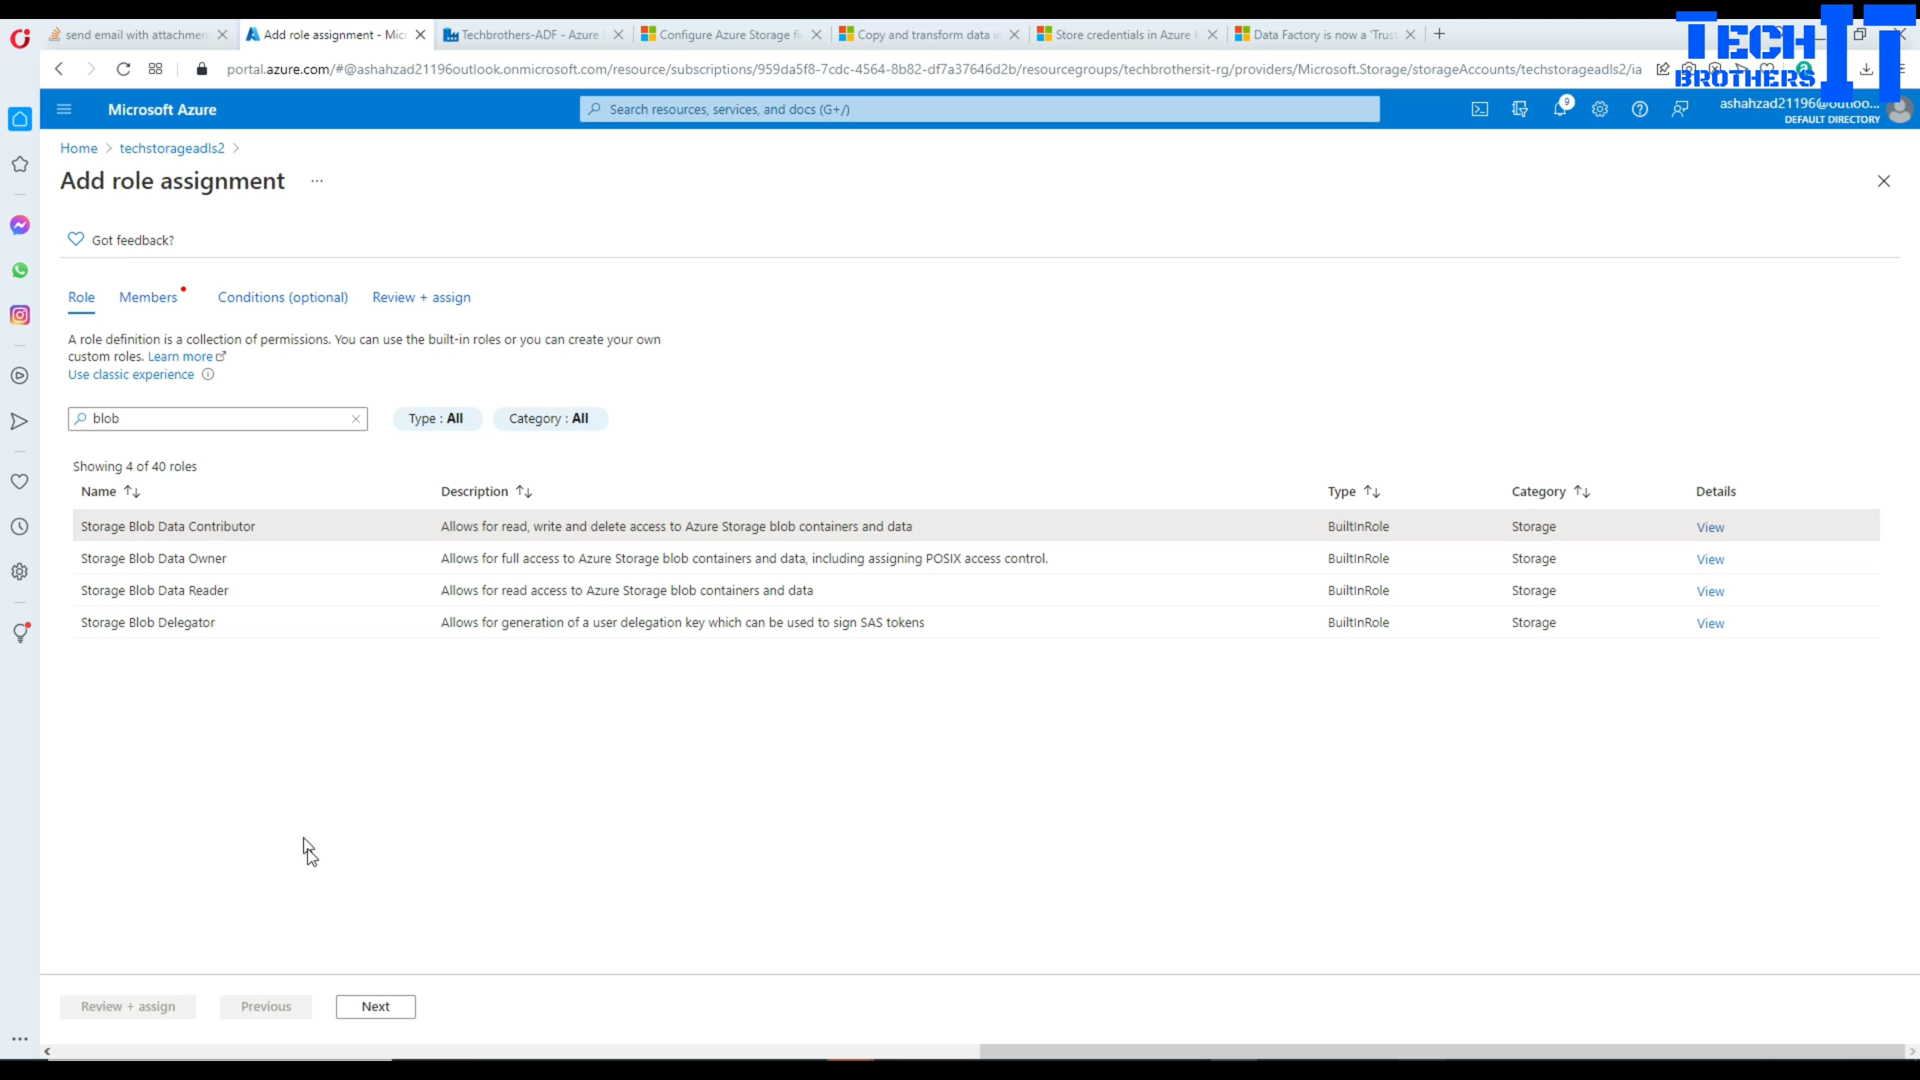 send email with attachmen
Add role assignment - Mic
Techbrothers-ADF - Azure
Configure Azure Storage fi
Copy and transform data in
Store credentials in Azure
Data Factory is now a 'Trust
TECH
BROTHERS
IT
portal.azure.com/#@ashahzad21196outlook.onmicrosoft.com/resource/subscriptions/959da5f8-7cdc-4564-8b82-df7a37646d2b/resourcegroups/techbrothersit-rg/providers/Microsoft.Storage/storageAccounts/techstorageadls2/ia
Microsoft Azure
Search resources, services, and docs (G+/)
9
ashahzad21196@outloo...
DEFAULT DIRECTORY
Home > techstorageadls2 >
Add role assignment ...
Got feedback?
Role Members Conditions (optional) Review + assign
A role definition is a collection of permissions. You can use the built-in roles or you can create your own
custom roles. Learn more
Use classic experience
blob
Type : All
Category : All
Showing 4 of 40 roles
Name Description Type Category Details
Storage Blob Data Contributor Allows for read, write and delete access to Azure Storage blob containers and data BuiltInRole Storage View
Storage Blob Data Owner Allows for full access to Azure Storage blob containers and data, including assigning POSIX access control. BuiltInRole Storage View
Storage Blob Data Reader Allows for read access to Azure Storage blob containers and data BuiltInRole Storage View
Storage Blob Delegator Allows for generation of a user delegation key which can be used to sign SAS tokens BuiltInRole Storage View
Review + assign Previous Next